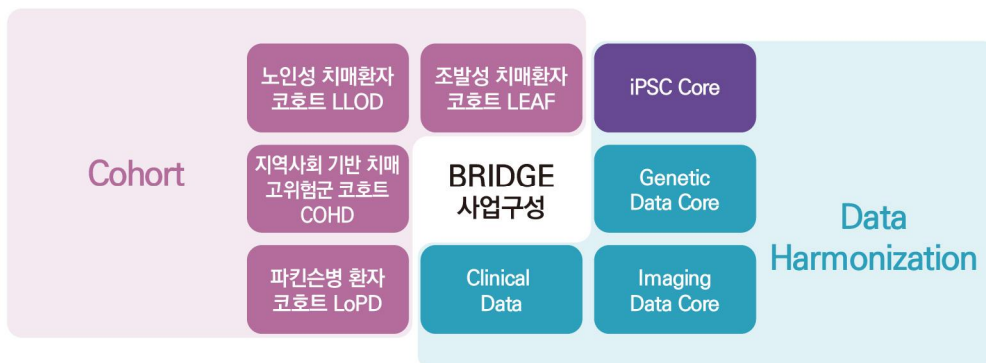 Cohort
노인성 치매환자
코호트 LLOD
조발성 치매환자
코호트 LEAF
iPSC Core
지역사회 기반 치매
고위험군 코호트
COHD
BRIDGE
사업구성
Genetic
Data Core
파킨슨병 환자
코호트 LoPD
Clinical
Data
Imaging
Data Core
Data
Harmonization